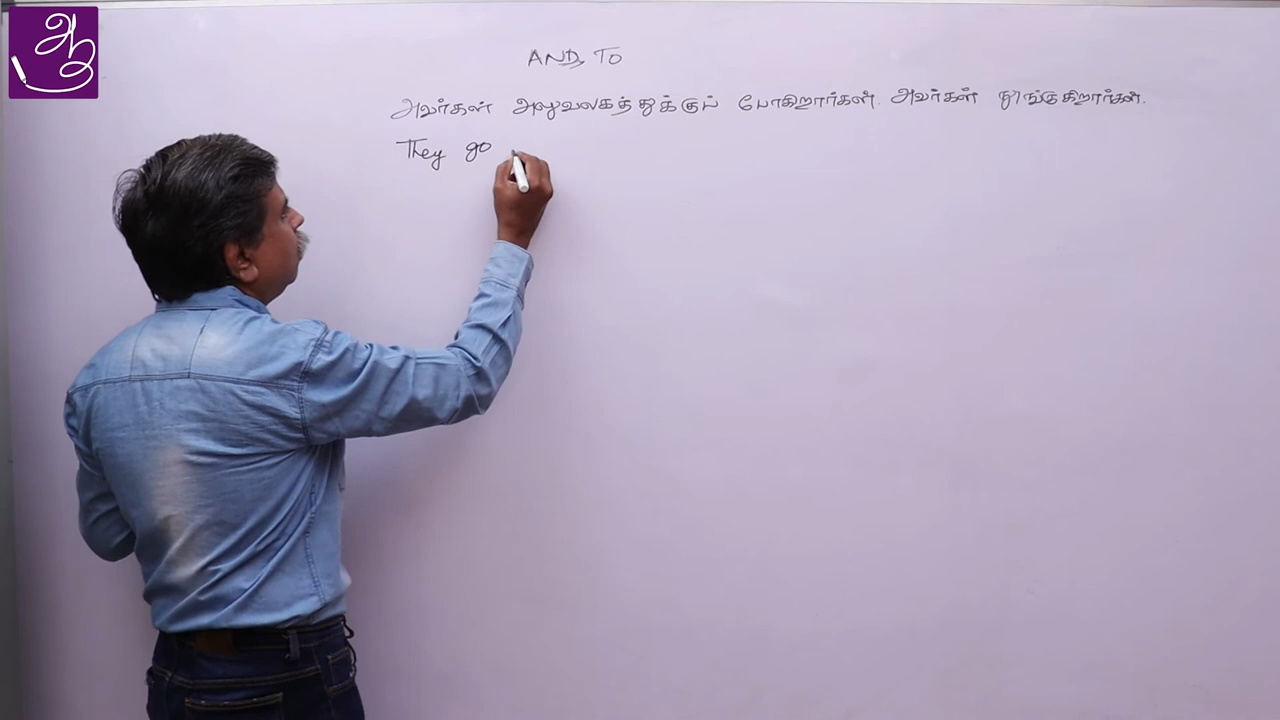 AND, TO
அவர்கள் அலுவலகத்துக்குப் போகிறார்கள். அவர்கள் தூங்குகிறார்கள்.
They go